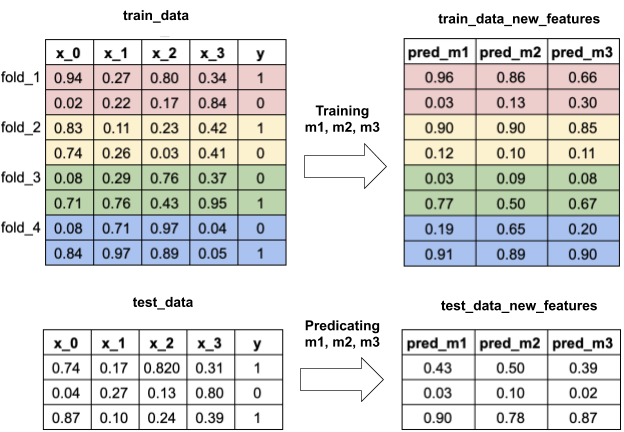 train_data
train_data_new_features
x_0 x_1 x_2 x_3 y
pred_m1 pred_m2 pred_m3
fold_1 0.94 0.27 0.80 0.34 1
0.96 0.86 0.66
0.02 0.22 0.17 0.84 0
0.03 0.13 0.30
fold_2 0.83 0.11 0.23 0.42 1
0.90 0.90 0.85
0.74 0.26 0.03 0.41 0
0.12 0.10 0.11
fold_3 0.08 0.29 0.76 0.37 0
0.03 0.09 0.08
0.71 0.76 0.43 0.95 1
0.77 0.50 0.67
fold_4 0.08 0.71 0.97 0.04 0
0.19 0.65 0.20
0.84 0.97 0.89 0.05 1
0.91 0.89 0.90
Training
m1, m2, m3
test_data
test_data_new_features
x_0 x_1 x_2 x_3 y
pred_m1 pred_m2 pred_m3
0.74 0.17 0.820 0.31 1
0.43 0.50 0.39
0.04 0.27 0.13 0.80 0
0.03 0.10 0.02
0.87 0.10 0.24 0.39 1
0.90 0.78 0.87
Predicating
m1, m2, m3